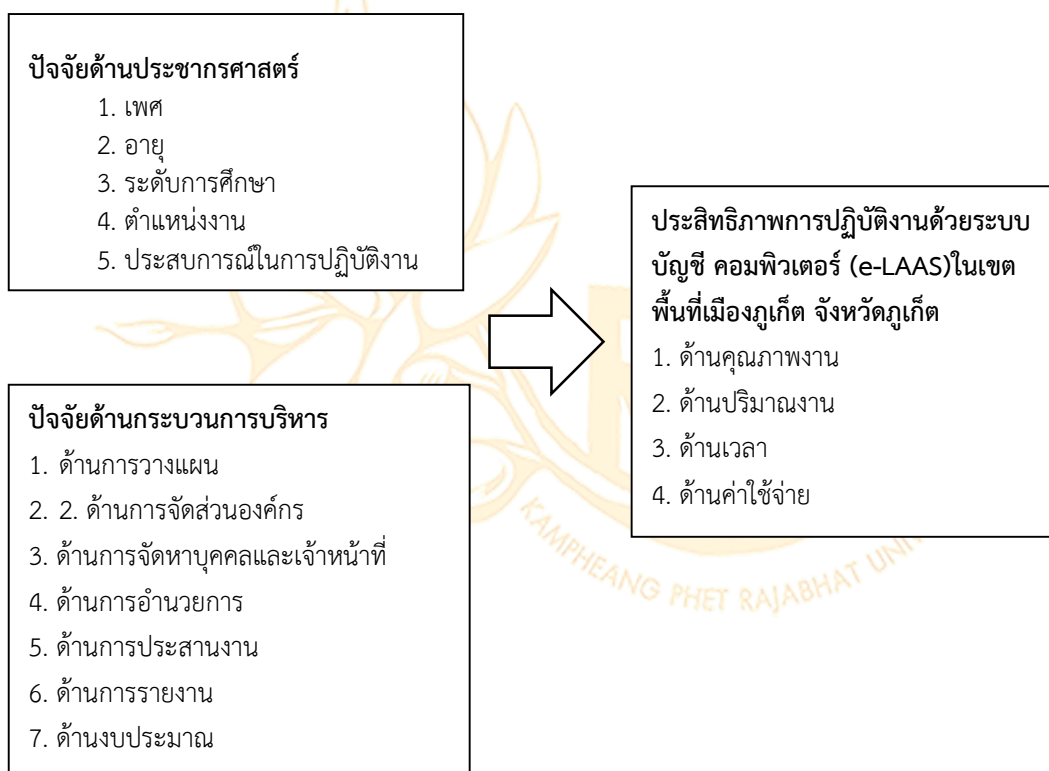 ปัจจัยด้านประชากรศาสตร์
1. เพศ
2. อายุ
3. ระดับการศึกษา
4. ตำแหน่งงาน
5. ประสบการณ์ในการปฏิบัติงาน
ปัจจัยด้านกระบวนการบริหาร
1. ด้านการวางแผน
2. 2. ด้านการจัดส่วนองค์กร
3. ด้านการจัดหาบุคคลและเจ้าหน้าที่
4. ด้านการอำนวยการ
5. ด้านการประสานงาน
6. ด้านการรายงาน
7. ด้านงบประมาณ
ประสิทธิภาพการปฏิบัติงานด้วยระบบ
บัญชี คอมพิวเตอร์ (e-LAAS)ในเขต
พื้นที่เมืองภูเก็ต จังหวัดภูเก็ต
1. ด้านคุณภาพงาน
2. ด้านปริมาณงาน
3. ด้านเวลา
4. ด้านค่าใช้จ่าย
KAMPHEANG PHET RAJABHAT